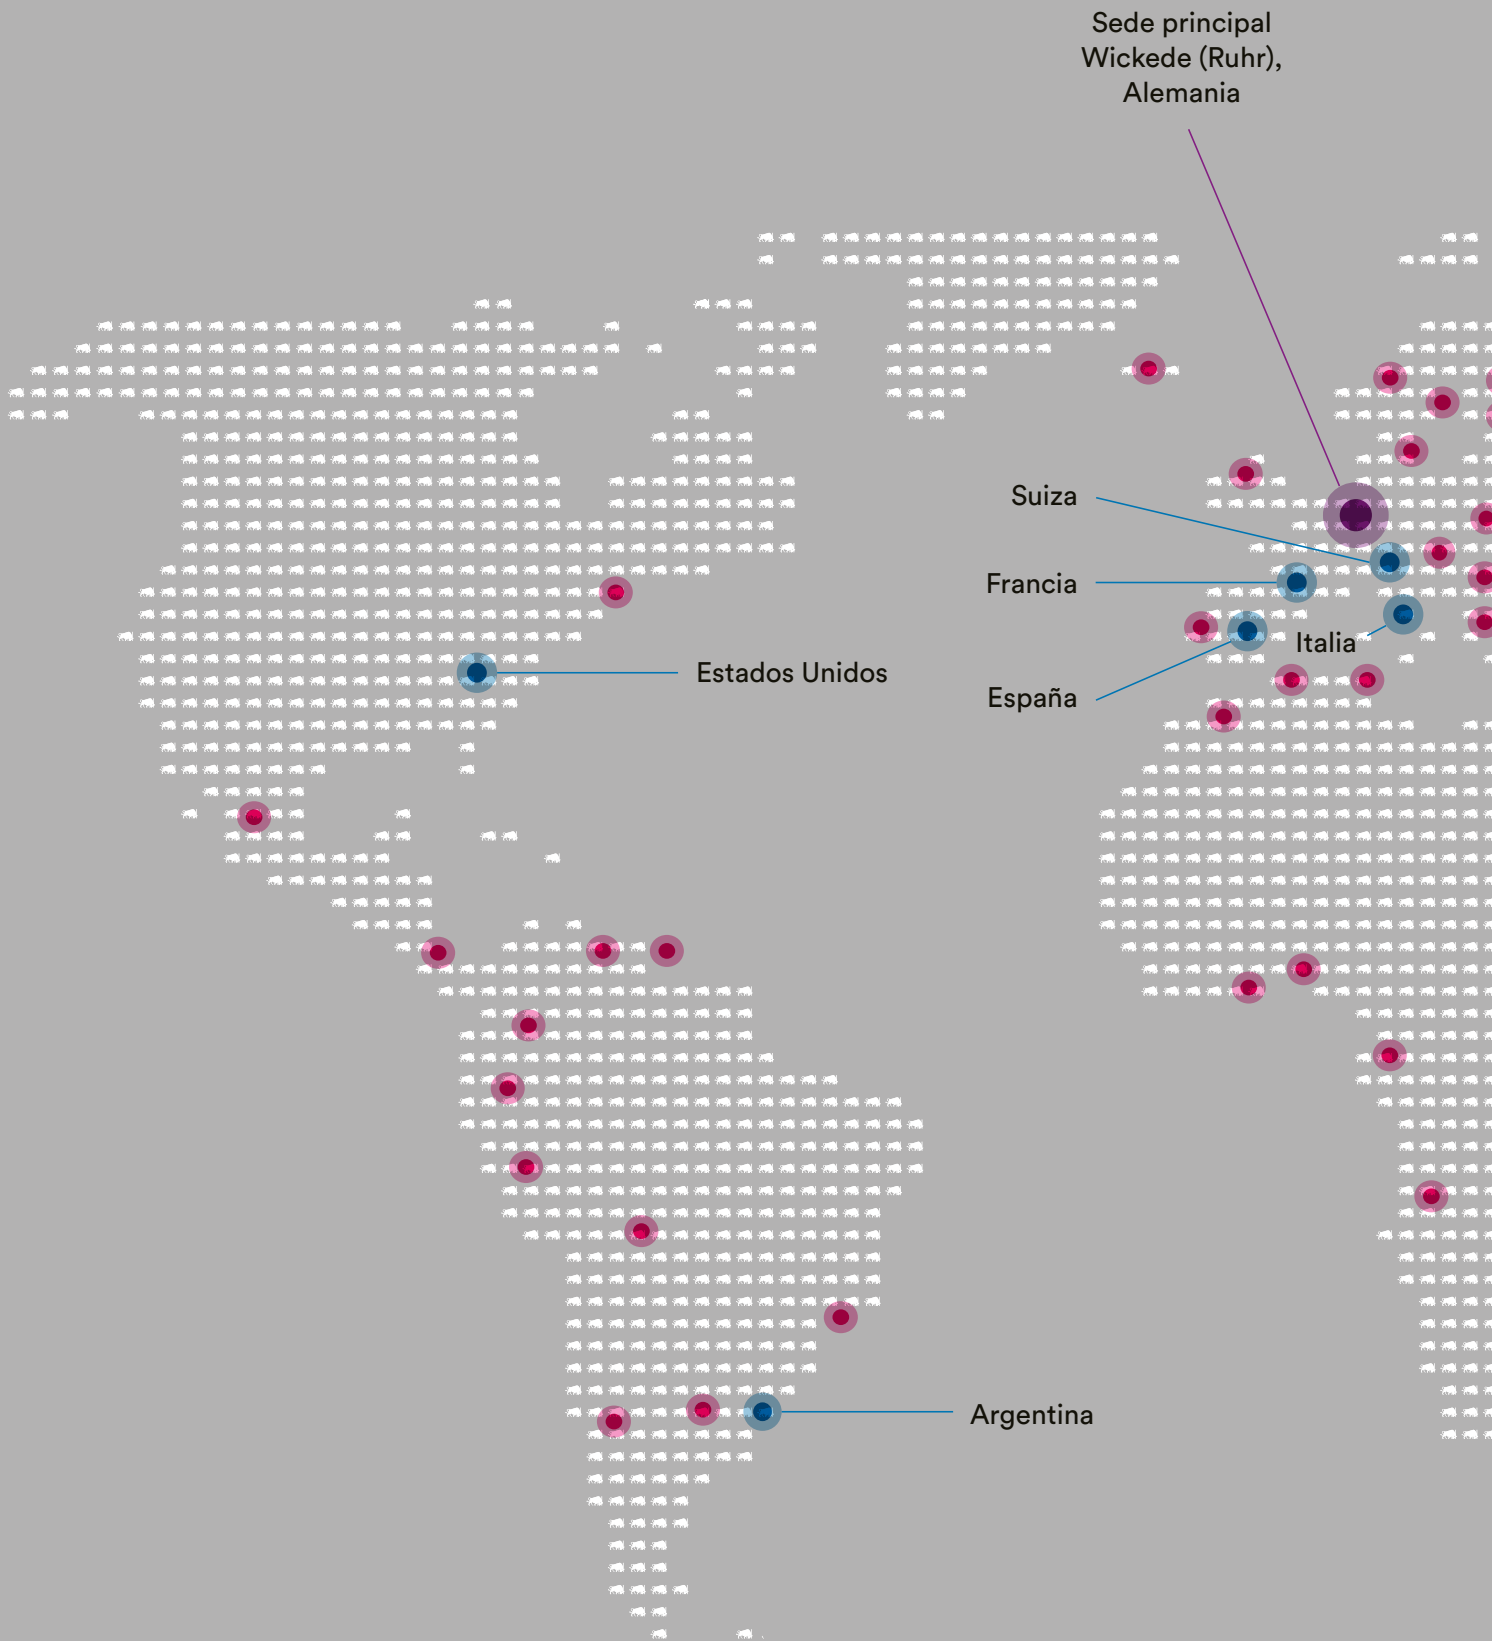 Sede principal
Wickede (Ruhr),
Alemania
Suiza
Francia
Italia
Estados Unidos
España
Argentina